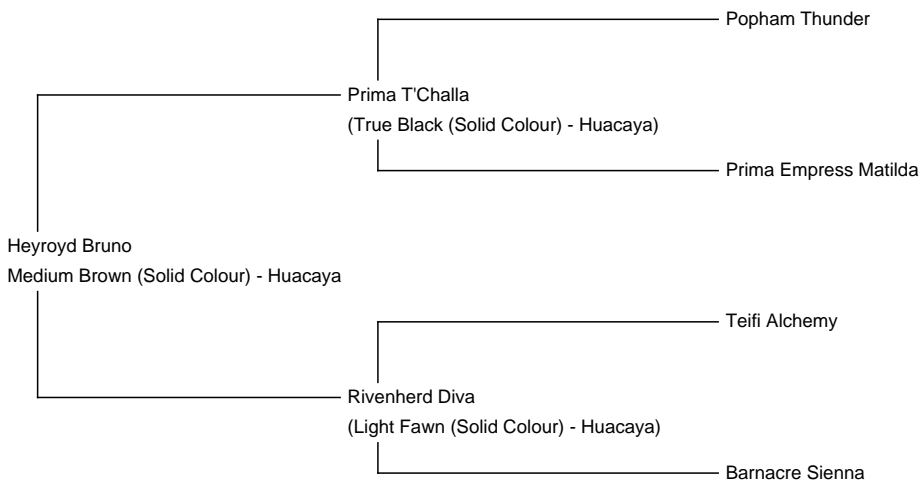 Popham Thunder
Prima T'Challa
(True Black (Solid Colour) - Huacaya)
Prima Empress Matilda
Heyroyd Bruno
Medium Brown (Solid Colour) - Huacaya
Teifi Alchemy
Rivenherd Diva
(Light Fawn (Solid Colour) - Huacaya)
Barnacre Sienna